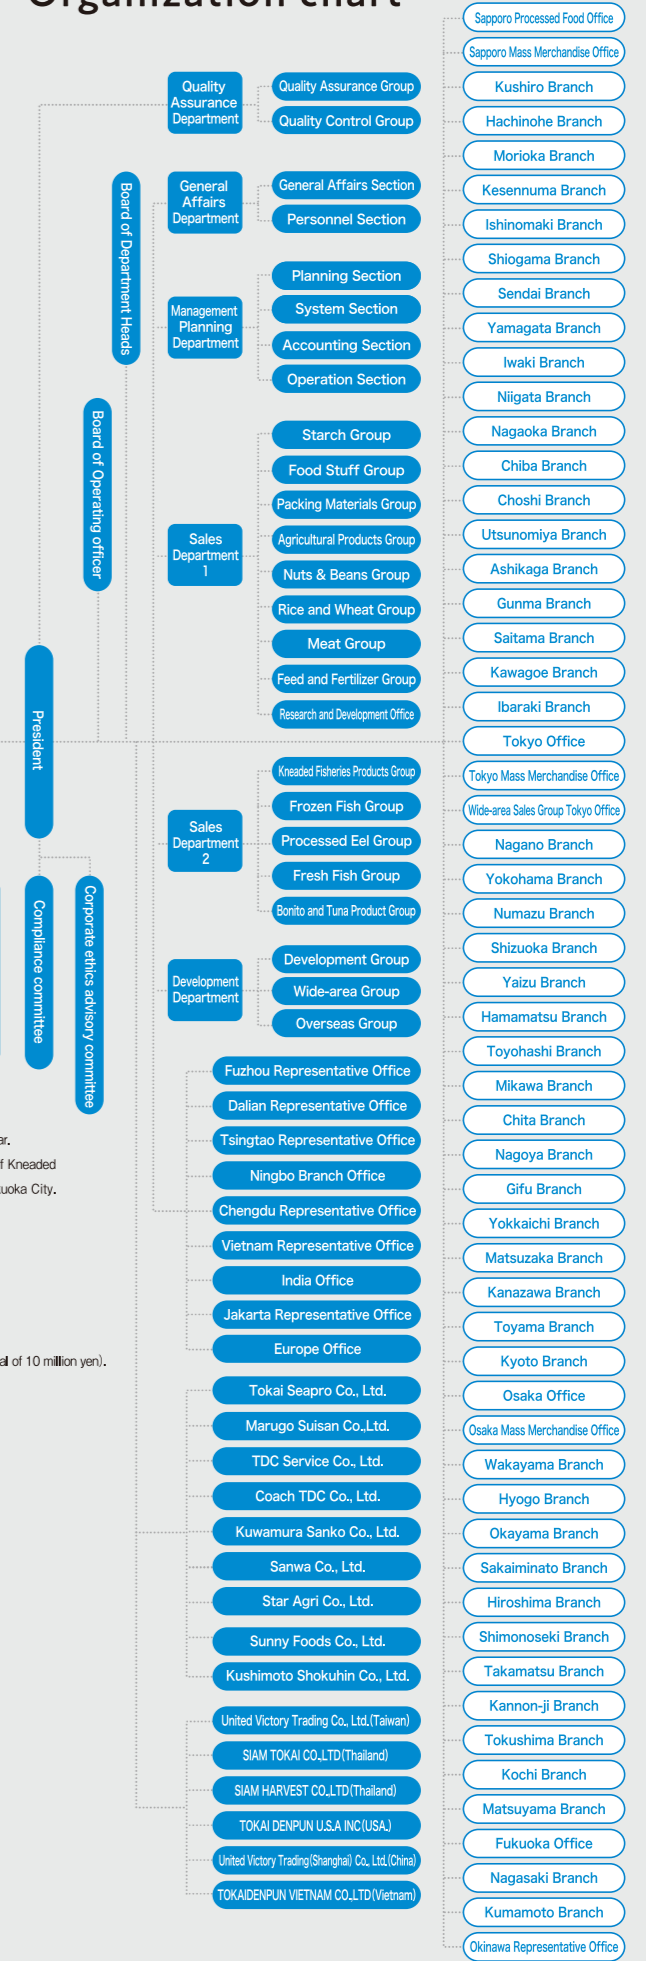 Organization chart
Quality
Assurance
Department
Quality Assurance Group
Quality Control Group
Board of Department Heads
General
Affairs
Department
General Affairs Section
Personnel Section
Management
Planning
Department
Planning Section
System Section
Accounting Section
Operation Section
Board of Operating officer
Sales
Department
1
Starch Group
Food Stuff Group
Packing Materials Group
Agricultural Products Group
Nuts & Beans Group
Rice and Wheat Group
Meat Group
Feed and Fertilizer Group
Research and Development Office
President
Sales
Department
2
Kneaded Fisheries Products Group
Frozen Fish Group
Processed Eel Group
Fresh Fish Group
Bonito and Tuna Product Group
Compliance committee
Corporate ethics advisory committee
Development
Department
Development Group
Wide-area Group
Overseas Group
ar.
f Kneaded
uoka City.
al of 10 million yen).
Fuzhou Representative Office
Dalian Representative Office
Tsingtao Representative Office
Ningbo Branch Office
Chengdu Representative Office
Vietnam Representative Office
India Office
Jakarta Representative Office
Europe Office
Tokai Seapro Co., Ltd.
Marugo Suisan Co.,Ltd.
TDC Service Co., Ltd.
Coach TDC Co., Ltd.
Kuwamura Sanko Co., Ltd.
Sanwa Co., Ltd.
Star Agri Co., Ltd.
Sunny Foods Co., Ltd.
Kushimoto Shokuhin Co., Ltd.
United Victory Trading Co., Ltd.(Taiwan)
SIAM TOKAI CO.,LTD(Thailand)
SIAM HARVEST CO.,LTD(Thailand)
TOKAI DENPUN U.S.A INC(USA.)
United Victory Trading(Shanghai) Co., Ltd.(China)
TOKAIDENPUN VIETNAM CO.,LTD(Vietnam)
Sapporo Processed Food Office
Sapporo Mass Merchandise Office
Kushiro Branch
Hachinohe Branch
Morioka Branch
Kesennuma Branch
Ishinomaki Branch
Shiogama Branch
Sendai Branch
Yamagata Branch
Iwaki Branch
Niigata Branch
Nagaoka Branch
Chiba Branch
Choshi Branch
Utsunomiya Branch
Ashikaga Branch
Gunma Branch
Saitama Branch
Kawagoe Branch
Ibaraki Branch
Tokyo Office
Tokyo Mass Merchandise Office
Wide-area Sales Group Tokyo Office
Nagano Branch
Yokohama Branch
Numazu Branch
Shizuoka Branch
Yaizu Branch
Hamamatsu Branch
Toyohashi Branch
Mikawa Branch
Chita Branch
Nagoya Branch
Gifu Branch
Yokkaichi Branch
Matsuzaka Branch
Kanazawa Branch
Toyama Branch
Kyoto Branch
Osaka Office
Osaka Mass Merchandise Office
Wakayama Branch
Hyogo Branch
Okayama Branch
Sakaiminato Branch
Hiroshima Branch
Shimonoseki Branch
Takamatsu Branch
Kannon-ji Branch
Tokushima Branch
Kochi Branch
Matsuyama Branch
Fukuoka Office
Nagasaki Branch
Kumamoto Branch
Okinawa Representative Office